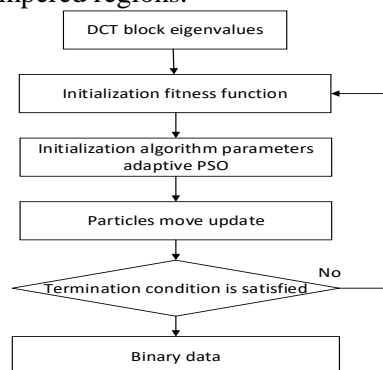 regions.
DCT block eigenvalues
Initialization fitness function
Initialization algorithm parameters
adaptive PSO
Particles move update
Termination condition is satisfied
No
Binary data